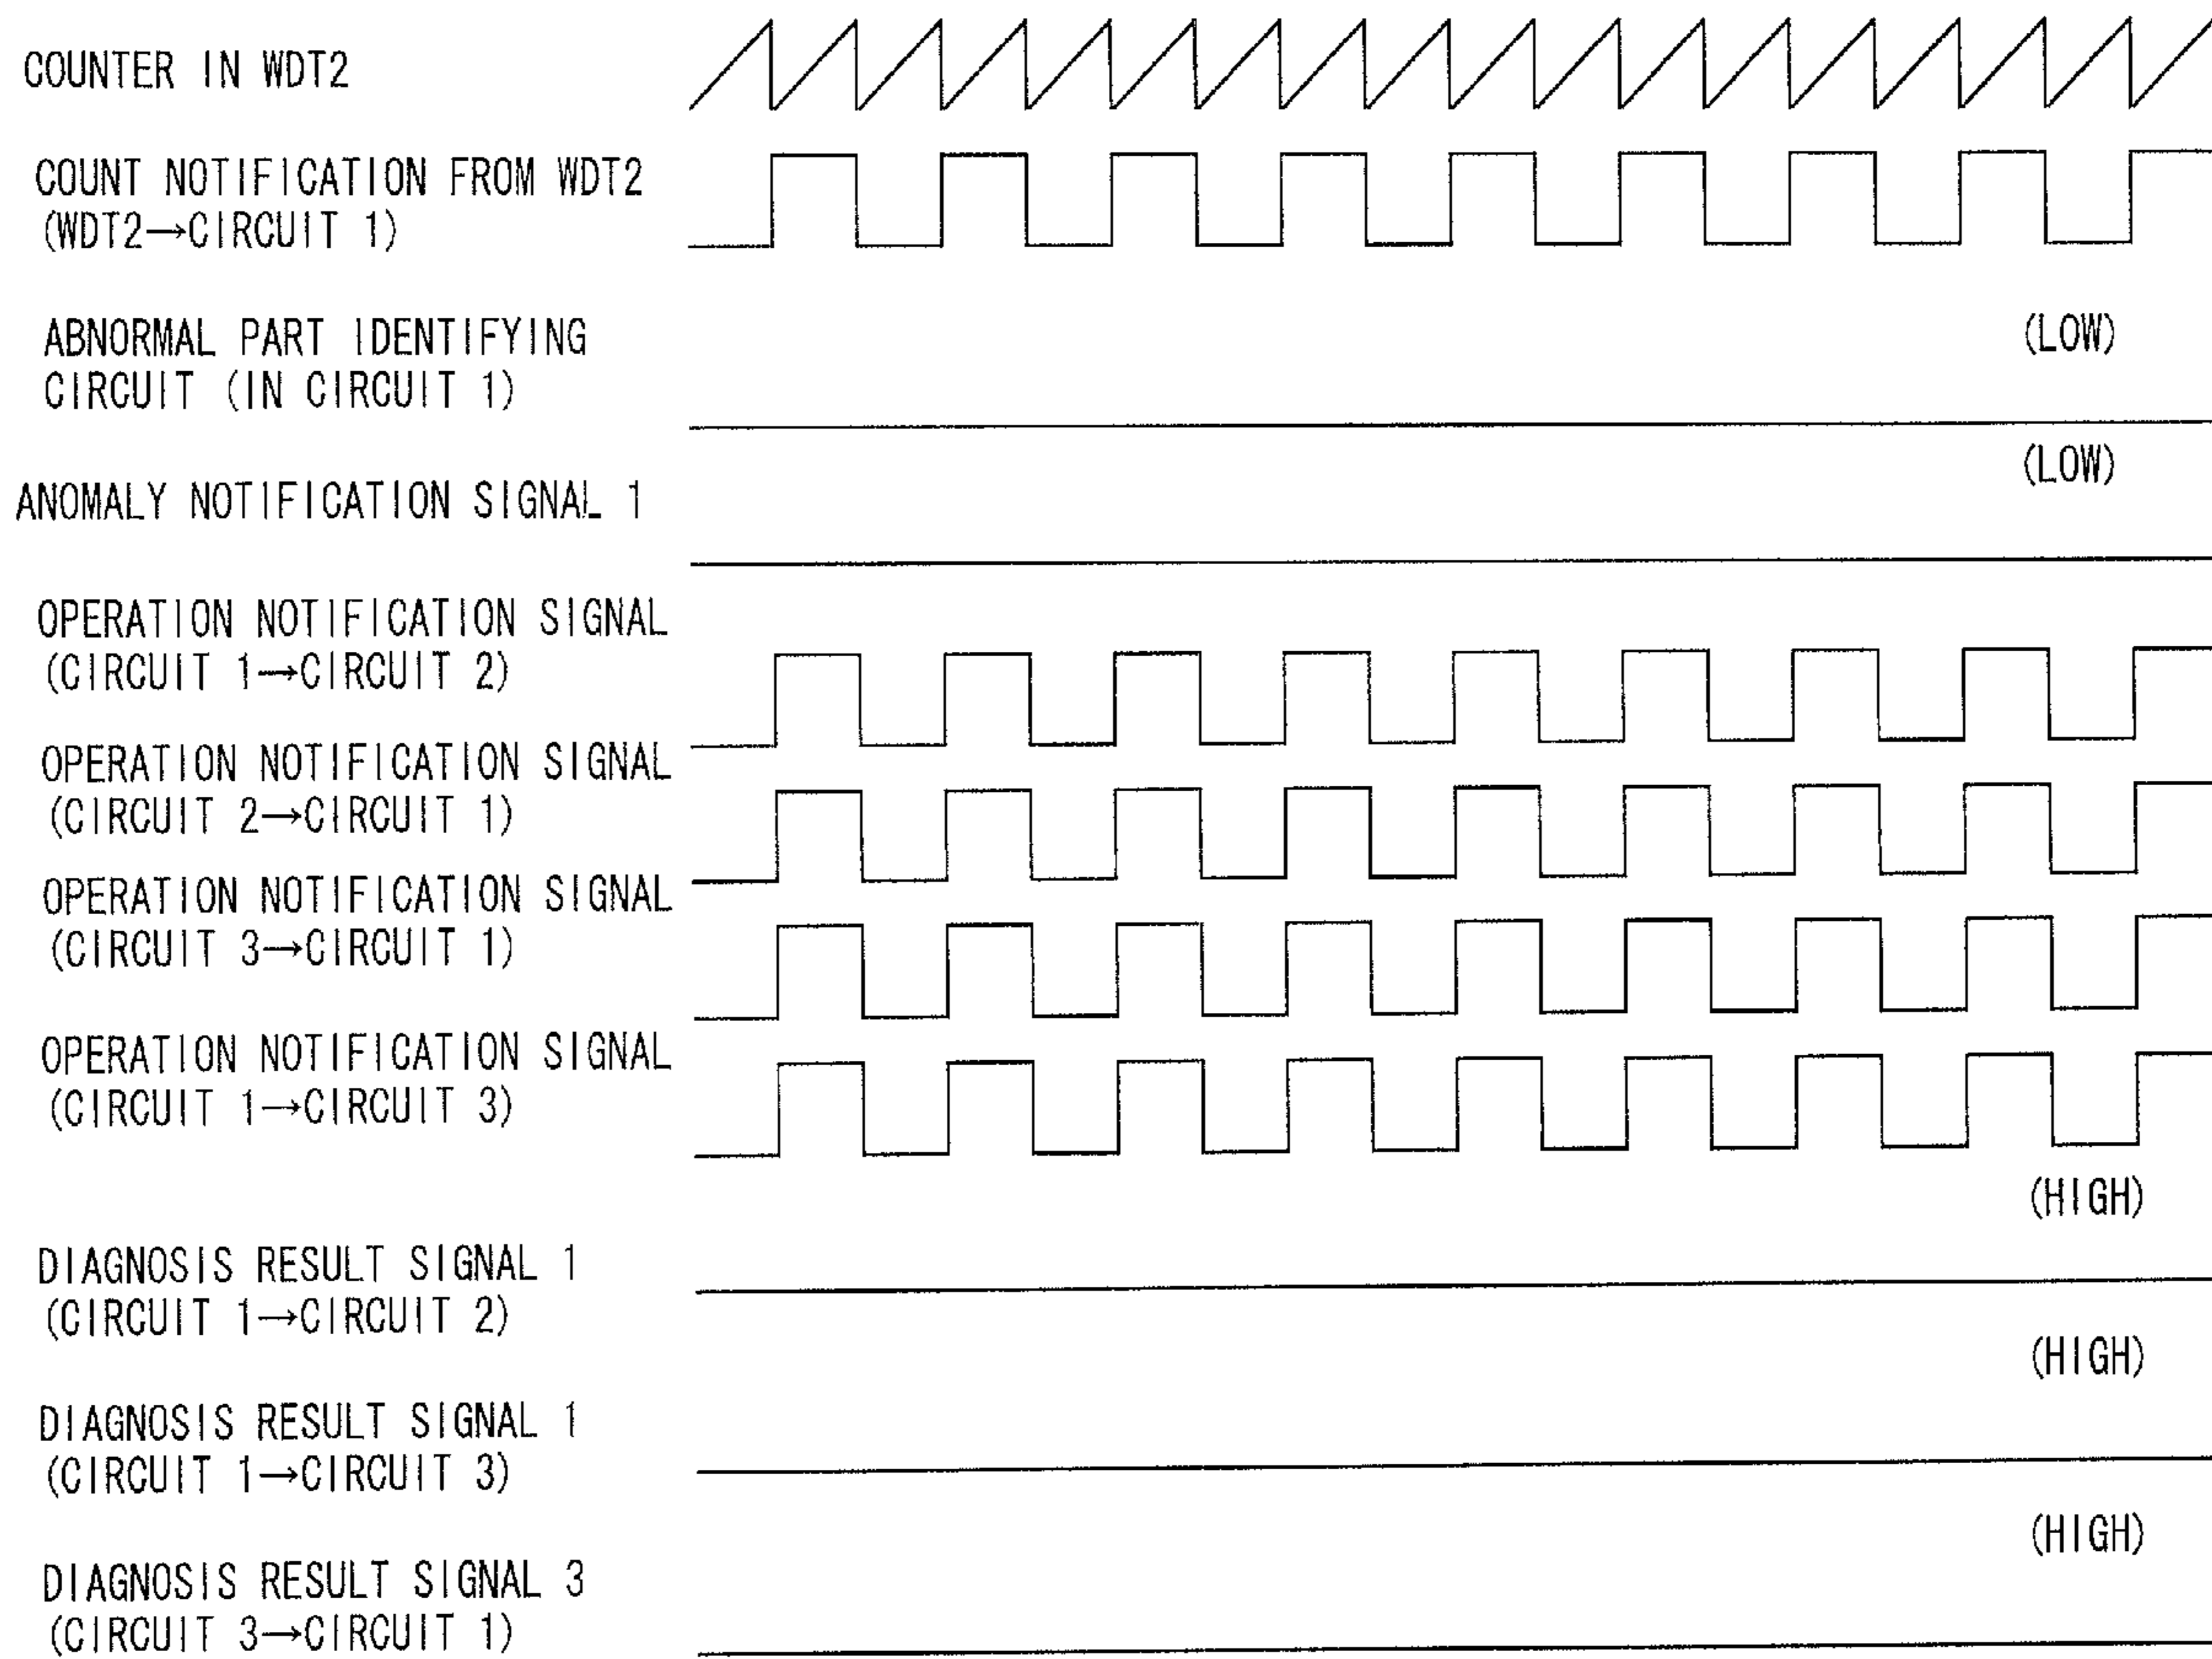 COUNTER IN WDT2
COUNT NOTIFICATION FROM WDT2
(WDT2→CIRCUIT 1)
ABNORMAL PART IDENTIFYING
CIRCUIT (IN CIRCUIT 1)
(LOW)
(LOW)
ANOMALY NOTIFICATION SIGNAL 1
OPERATION NOTIFICATION SIGNAL
(CIRCUIT 1→CIRCUIT 2)
OPERATION NOTIFICATION SIGNAL
(CIRCUIT 2→CIRCUIT 1)
OPERATION NOTIFICATION SIGNAL
(CIRCUIT 3→CIRCUIT 1)
OPERATION NOTIFICATION SIGNAL
(CIRCUIT 1→CIRCUIT 3)
(HIGH)
DIAGNOSIS RESULT SIGNAL 1
(CIRCUIT 1→CIRCUIT 2)
(HIGH)
DIAGNOSIS RESULT SIGNAL 1
(CIRCUIT 1→CIRCUIT 3)
(HIGH)
DIAGNOSIS RESULT SIGNAL 3
(CIRCUIT 3→CIRCUIT 1)